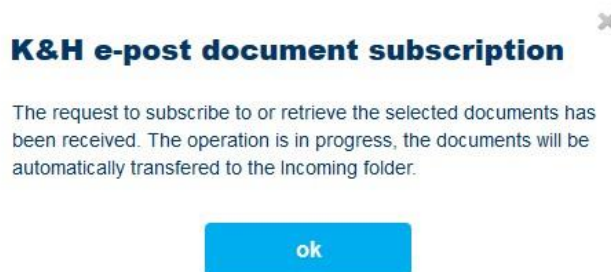 K&H e-post document subscription
The request to subscribe to or retrieve the selected documents has
been received. The operation is in progress, the documents will be
automatically transfered to the Incoming folder.
ok